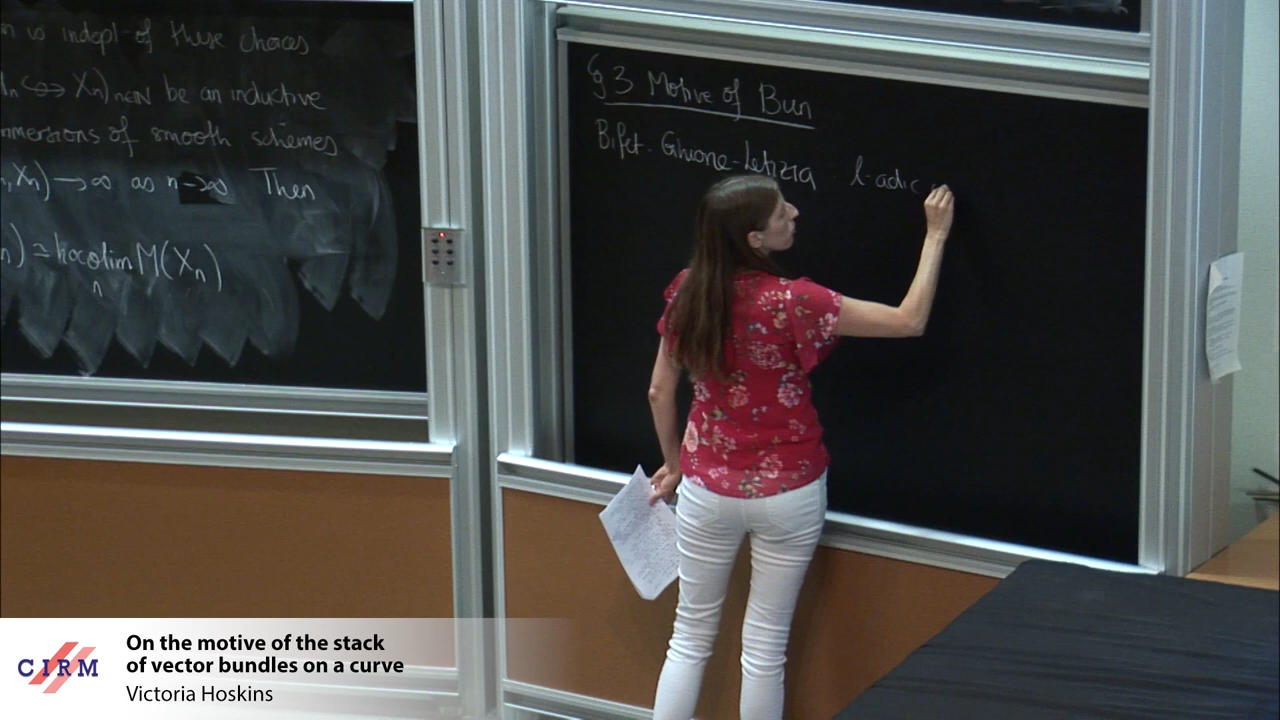 n is indept of these choices
n ↔ Xn)n∈N be an inductive
mmersions of smooth schemes
, Xn) → ∞ as n→∞ Then
n) ≃ hocolim M(Xn)
n
§ 3 Motive of Bun
Bifet - Ghione - Letizia l-adic
CIRM
On the motive of the stack
of vector bundles on a curve
Victoria Hoskins